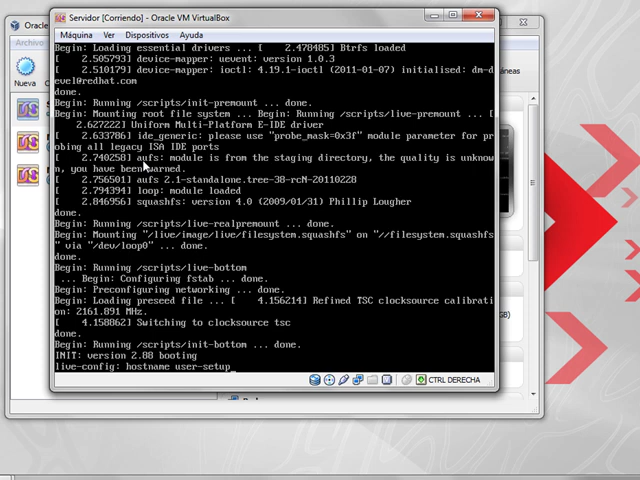 Oracle
Servidor [Corriendo] - Oracle VM VirtualBox
Archivo
Máquina Ver Dispositivos Ayuda
Nueva
Begin: Loading essential drivers ... [    2.478485] Btrfs loaded
[    2.505793] device-mapper: uevent: version 1.0.3
[    2.510179] device-mapper: ioctl: 4.19.1-ioctl (2011-01-07) initialised: dm-d
evel@redhat.com
done.
Begin: Running /scripts/init-premount ... done.
Begin: Mounting root file system ... Begin: Running /scripts/live-premount ... [
    2.627222] Uniform Multi-Platform E-IDE driver
[    2.633786] ide_generic: please use "probe_mask=0x3f" module parameter for pr
obing all legacy ISA IDE ports
[    2.740258] aufs: module is from the staging directory, the quality is unknow
n, you have been warned.
[    2.756501] aufs 2.1-standalone.tree-38-rcN-20110228
[    2.794394] loop: module loaded
[    2.846956] squashfs: version 4.0 (2009/01/31) Phillip Lougher
done.
Begin: Running /scripts/live-realpremount ... done.
Begin: Mounting "/live/image/live/filesystem.squashfs" on "//filesystem.squashfs
" via "/dev/loop0" ... done.
done.
Begin: Running /scripts/live-bottom
 ... Begin: Configuring fstab ... done.
Begin: Preconfiguring networking ... done.
Begin: Loading preseed file ... [    4.156214] Refined TSC clocksource calibrati
on: 2161.891 MHz.
[    4.158862] Switching to clocksource tsc
done.
Begin: Running /scripts/init-bottom ... done.
INIT: version 2.88 booting
live-config: hostname user-setup_
CTRL DERECHA
táneas
GB)